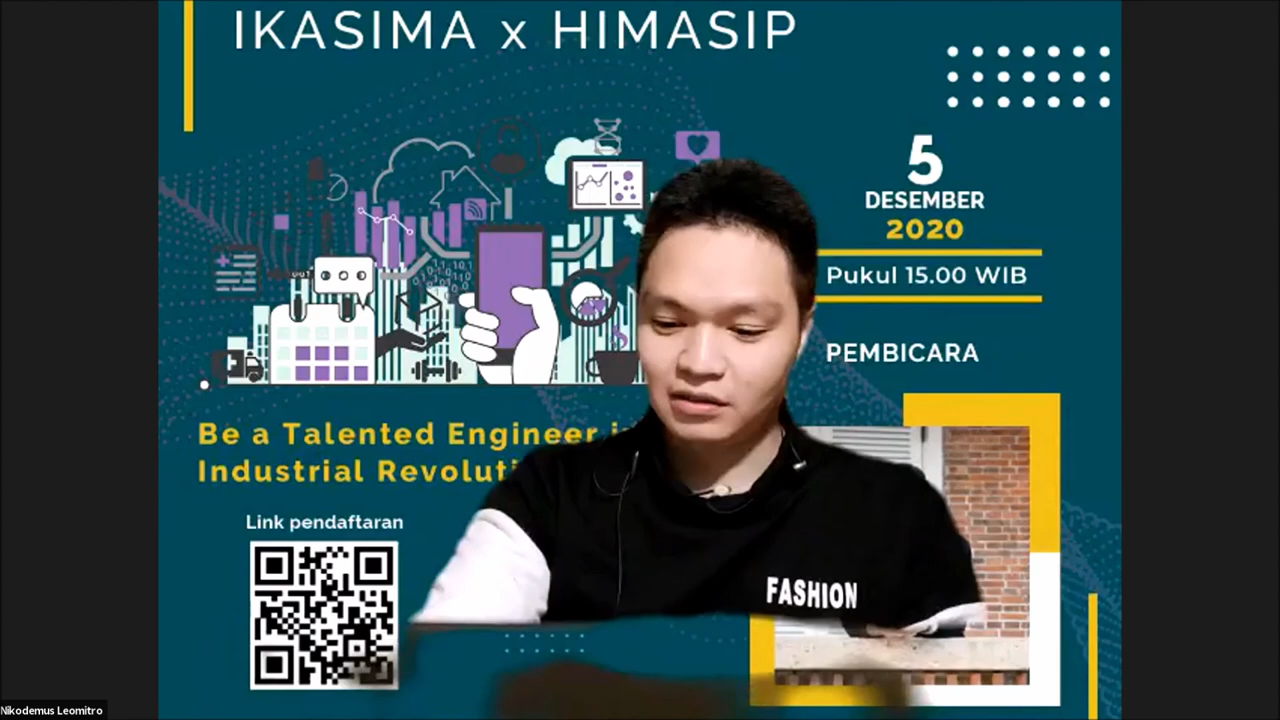 IKASIMA x HIMASIP
5
DESEMBER
2020
Pukul 15.00 WIB
PEMBICARA
Be a Talented Engineer
Industrial
Link pendaftaran
FASHION
Nikodemus Leomitro